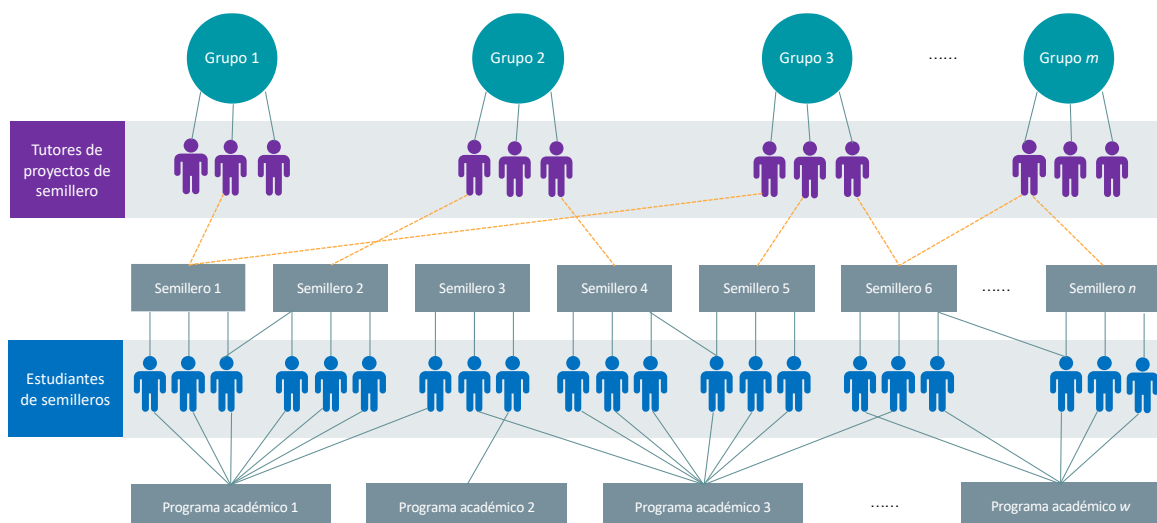 Grupo 1
Grupo 2
Grupo 3
......
Grupo m
Tutores de
proyectos de
semillero
Semillero 1
Semillero 2
Semillero 3
Semillero 4
Semillero 5
Semillero 6
......
Semillero n
Estudiantes
de semilleros
Programa académico 1
Programa académico 2
Programa académico 3
......
Programa académico w